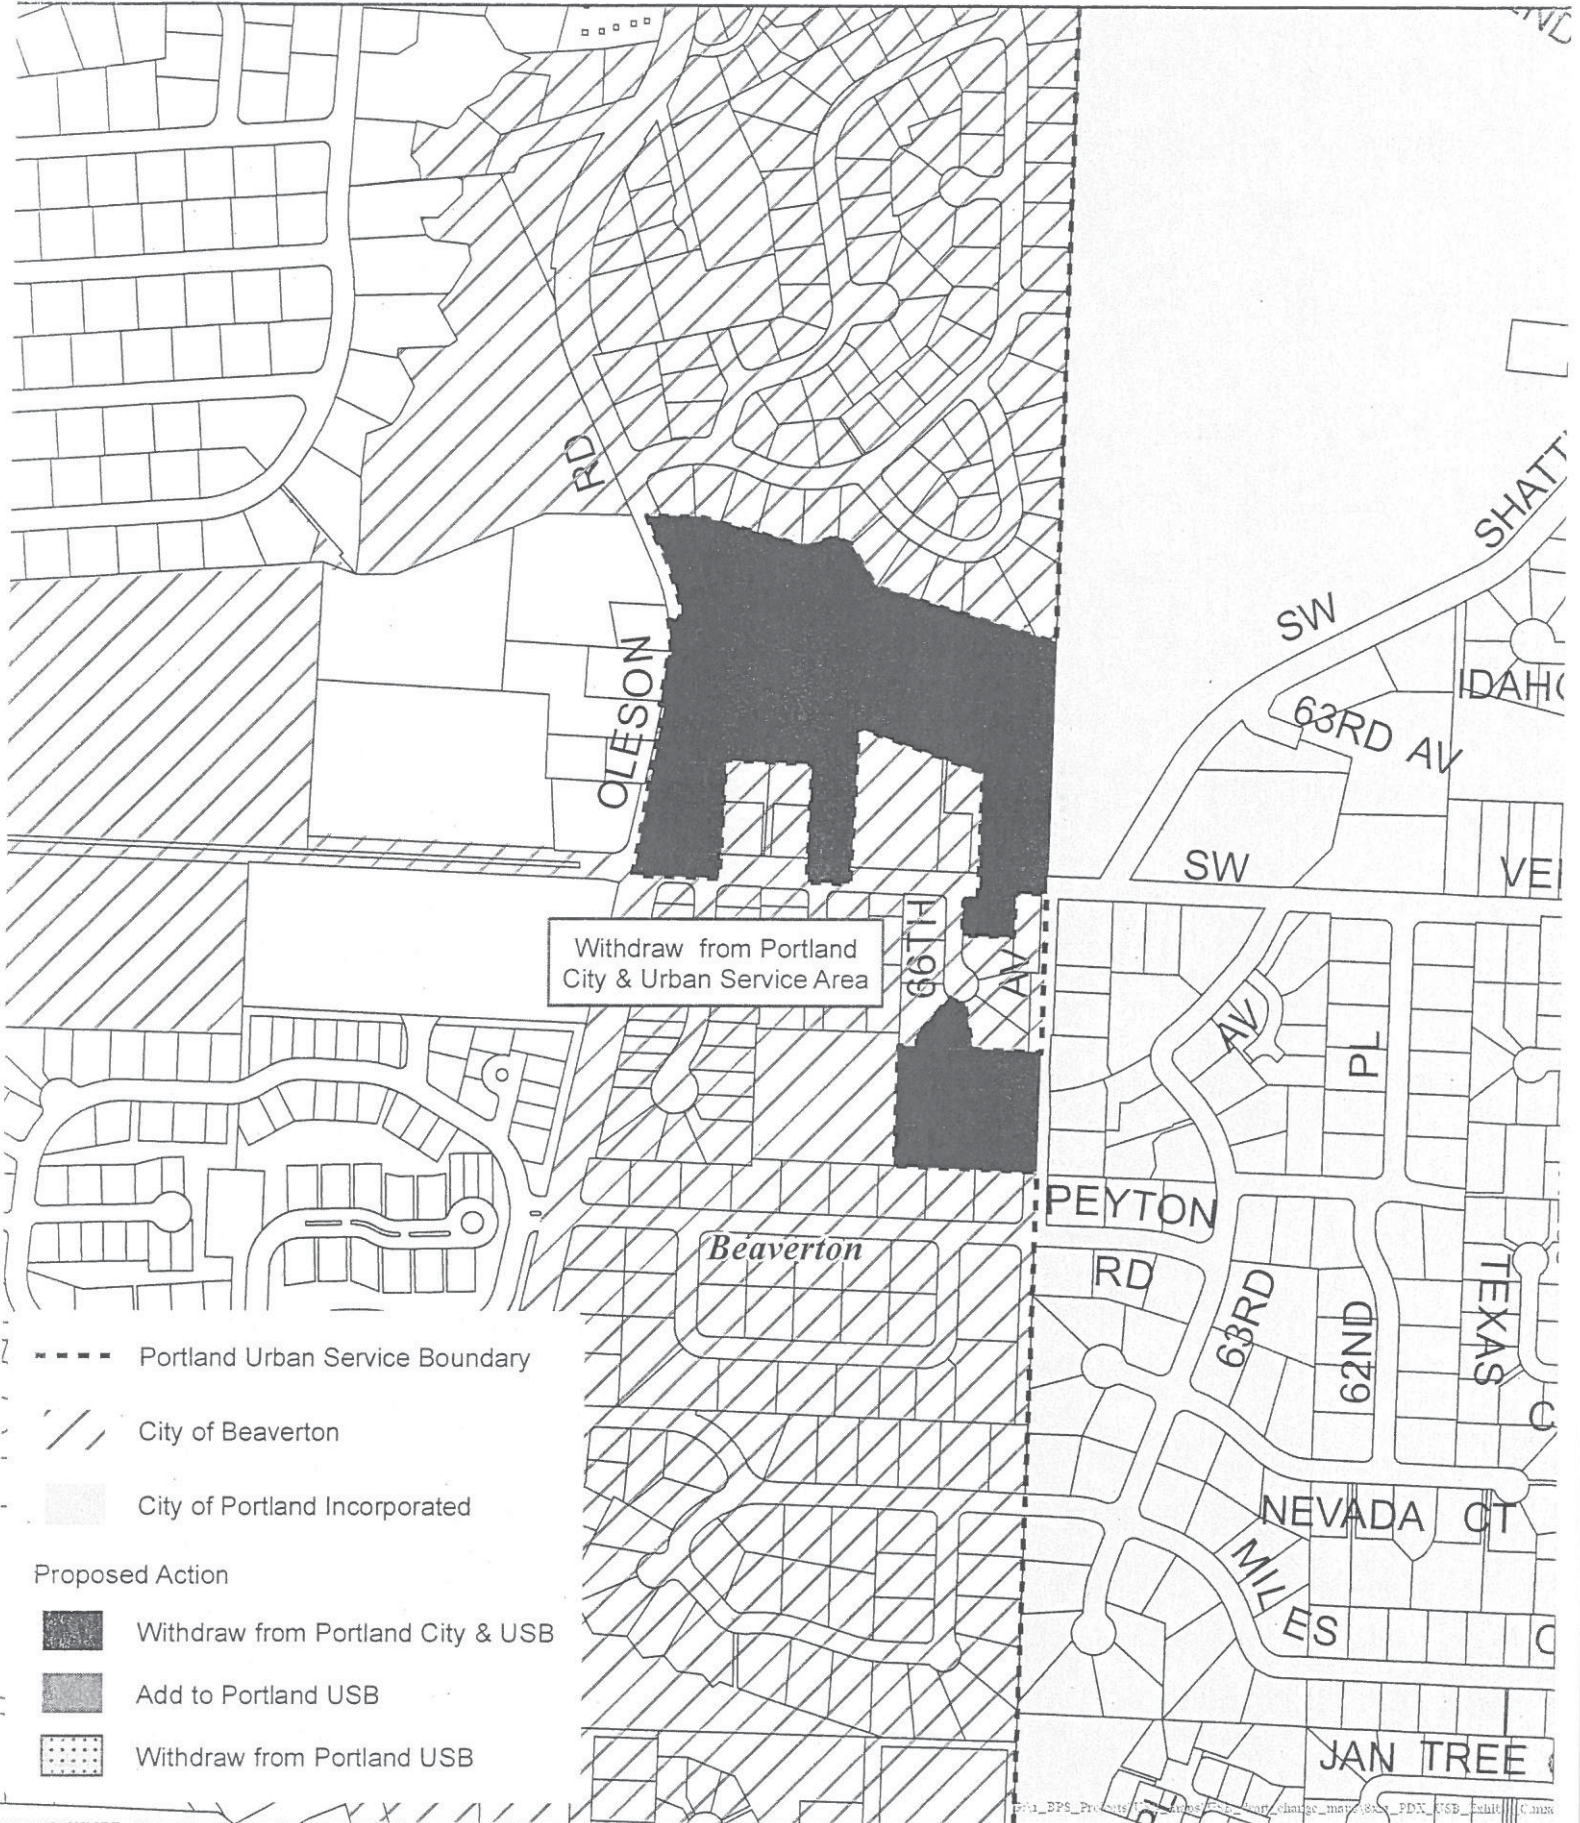 RD
OLESON
SHATT
SW
IDAHO
63RD AV
SW
VE
Withdraw from Portland
City & Urban Service Area
66TH
AV
AV
PL
PEYTON
RD
Beaverton
63RD
62ND
TEXAS
C
NEVADA CT
MIL
ES
C
JAN TREE
Portland Urban Service Boundary
City of Beaverton
City of Portland Incorporated
Proposed Action
Withdraw from Portland City & USB
Add to Portland USB
Withdraw from Portland USB